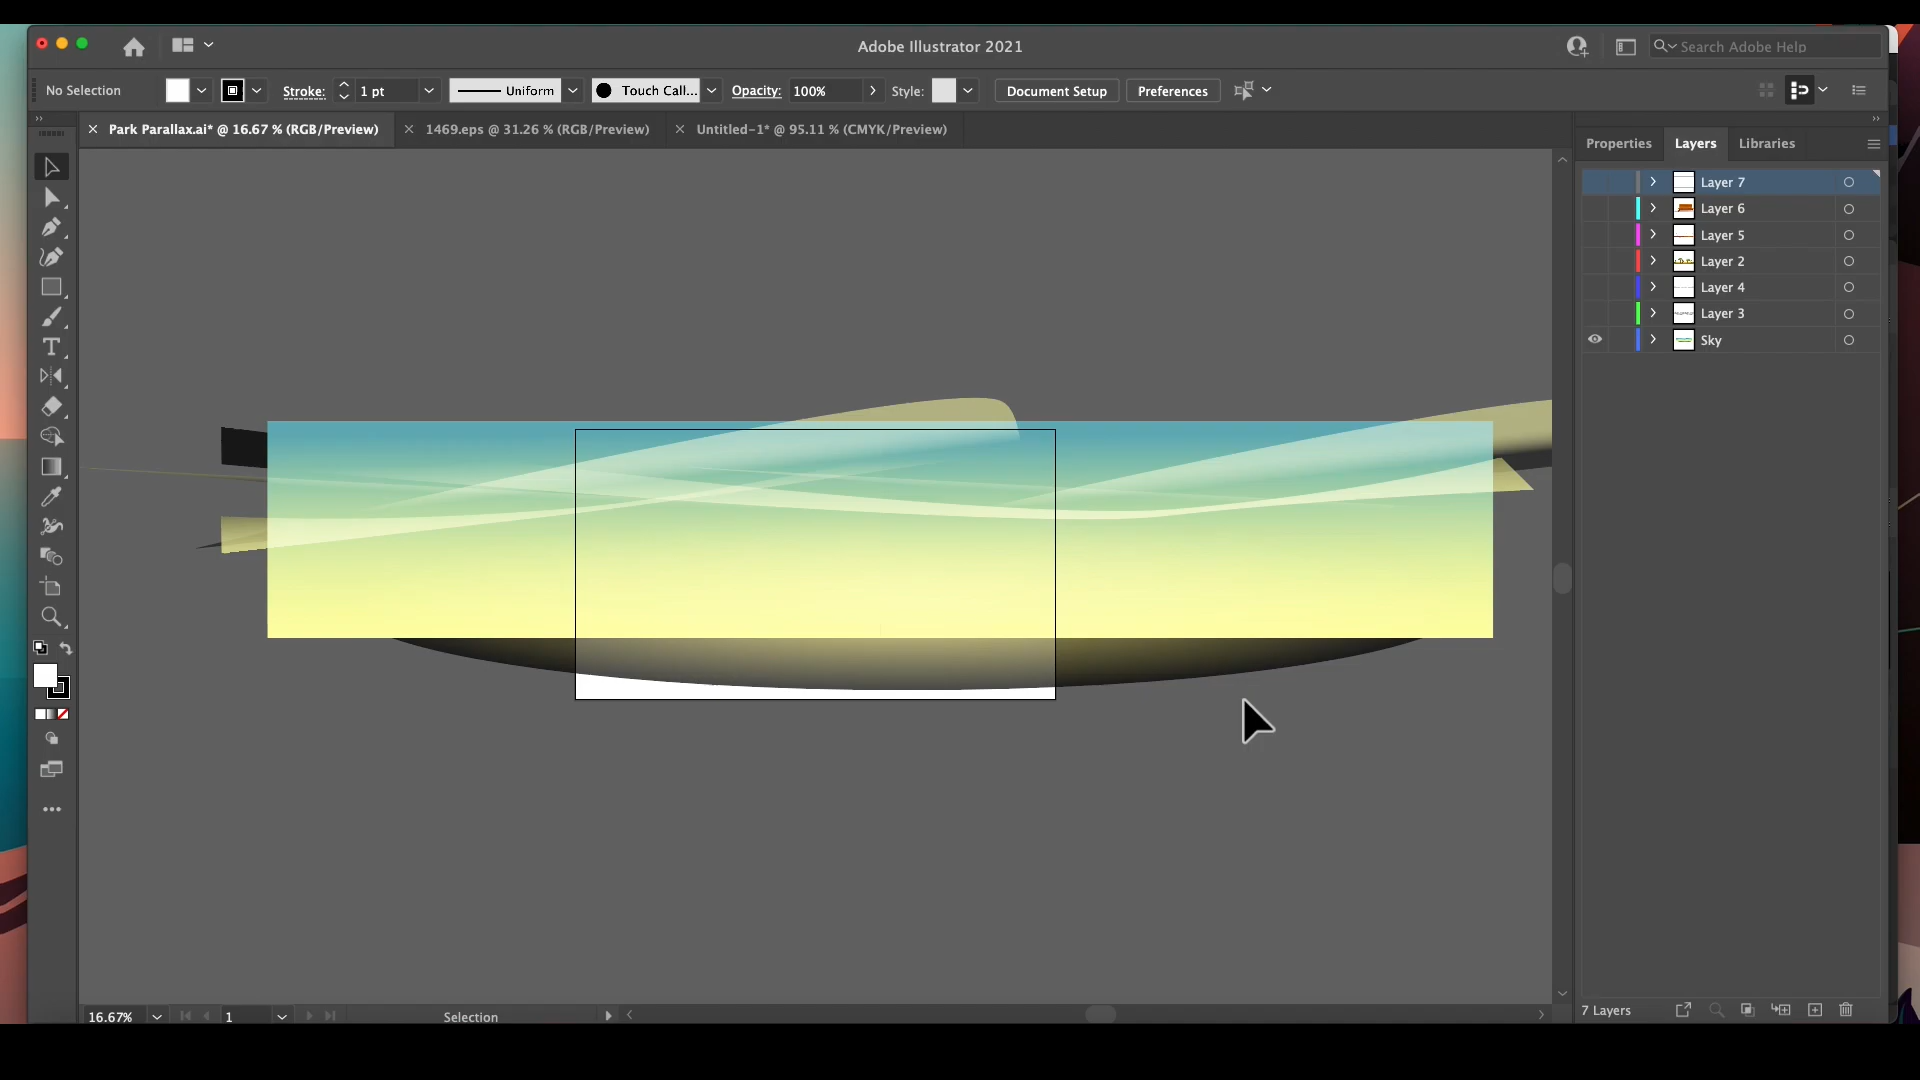 Adobe Illustrator 2021
Search Adobe Help
No Selection
Stroke:
1 pt
Uniform
Touch Call...
Opacity:
100%
Style:
Document Setup
Preferences
Park Parallax.ai* @ 16.67 % (RGB/Preview)
1469.eps @ 31.26 % (RGB/Preview)
Untitled-1* @ 95.11 % (CMYK/Preview)
Properties
Layers
Libraries
Layer 7
Layer 6
Layer 5
Layer 2
Layer 4
Layer 3
Sky
16.67%
1
Selection
7 Layers